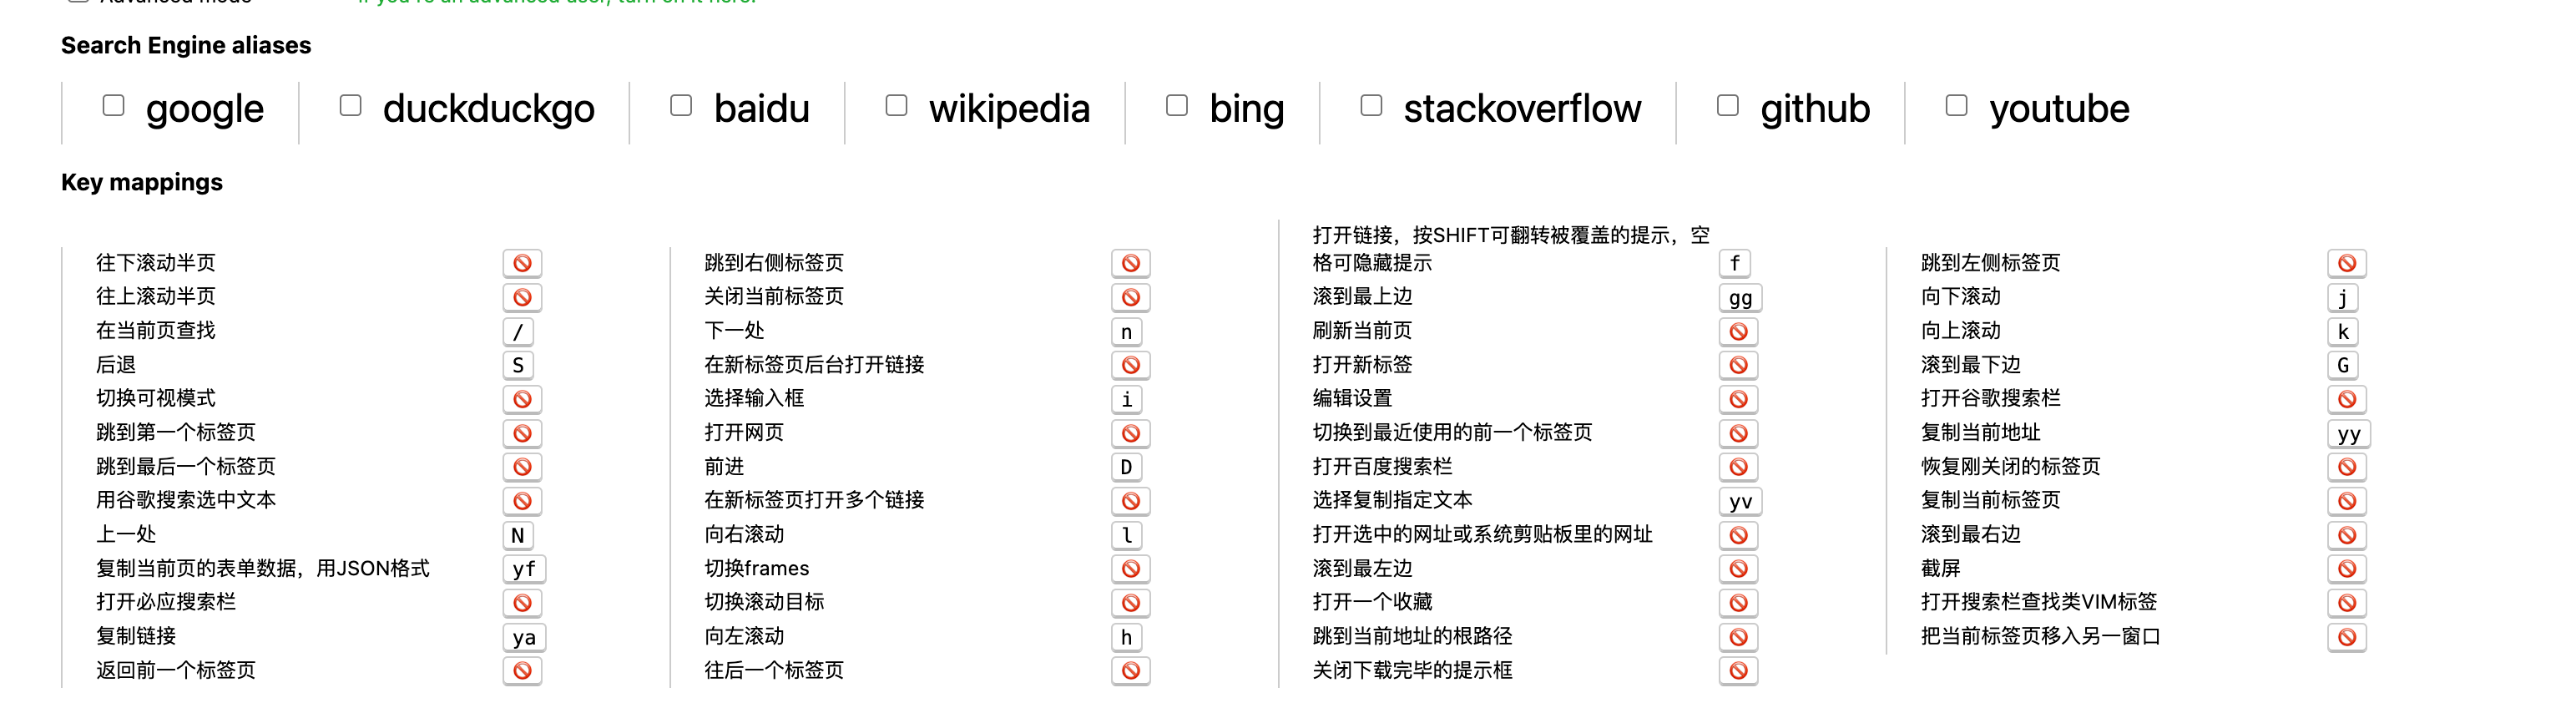 Advanced mode If you're an advanced user, turn on it here.
Search Engine aliases
google duckduckgo baidu wikipedia bing stackoverflow github youtube
Key mappings
往下滚动半页
往上滚动半页
在当前页查找 /
后退 S
切换可视模式
跳到第一个标签页
跳到最后一个标签页
用谷歌搜索选中文本
上一处 N
复制当前页的表单数据，用JSON格式 yf
打开必应搜索栏
复制链接 ya
返回前一个标签页
跳到右侧标签页
关闭当前标签页
下一处 n
在新标签页后台打开链接
选择输入框 i
打开网页
前进 D
在新标签页打开多个链接
向右滚动 l
切换frames
切换滚动目标
向左滚动 h
往后一个标签页
打开链接，按SHIFT可翻转被覆盖的提示，空
格可隐藏提示 f
滚到最上边 gg
刷新当前页
打开新标签
编辑设置
切换到最近使用的前一个标签页
打开百度搜索栏
选择复制指定文本 yv
打开选中的网址或系统剪贴板里的网址
滚到最左边
打开一个收藏
跳到当前地址的根路径
关闭下载完毕的提示框
跳到左侧标签页
向下滚动 j
向上滚动 k
滚到最下边 G
打开谷歌搜索栏
复制当前地址 yy
恢复刚关闭的标签页
复制当前标签页
滚到最右边
截屏
打开搜索栏查找类VIM标签
把当前标签页移入另一窗口